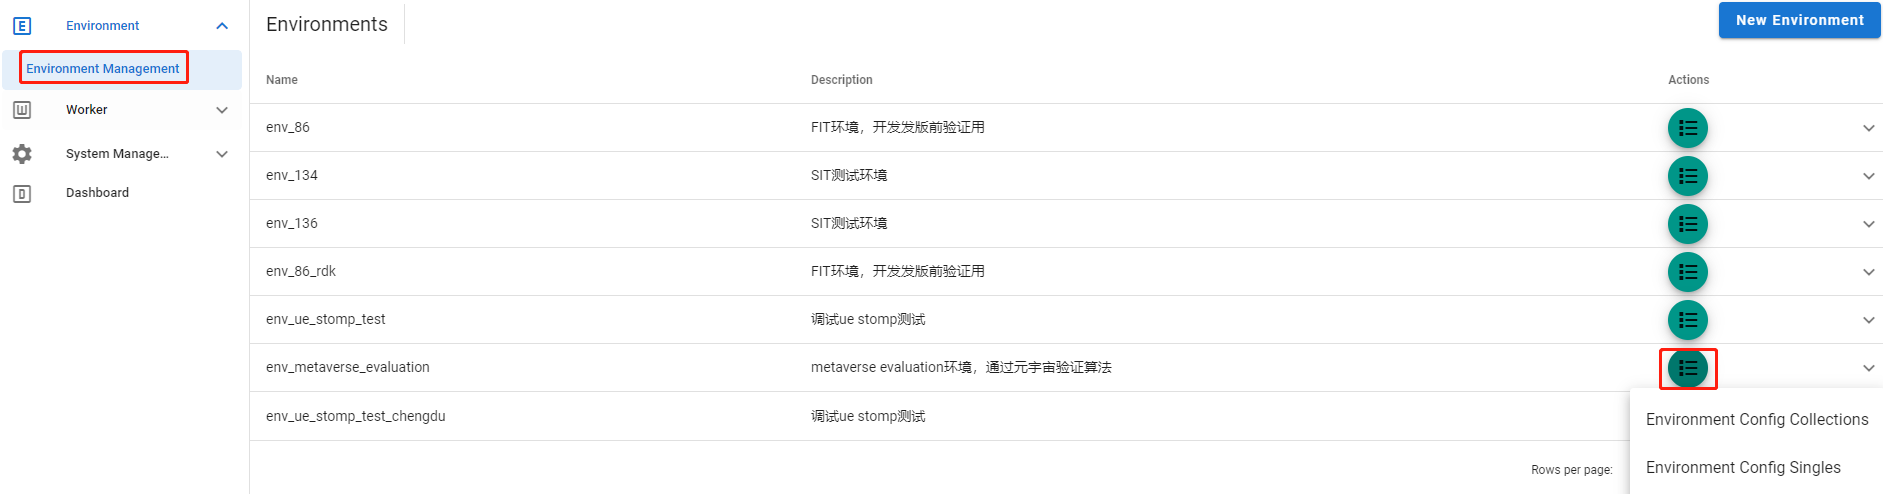 Environment
Environment Management
Worker
System Manage...
Dashboard
Environments
New Environment
Name Description Actions
env_86 FIT环境，开发发版前验证用
env_134 SIT测试环境
env_136 SIT测试环境
env_86_rdk FIT环境，开发发版前验证用
env_ue_stomp_test 调试ue stomp测试
env_metaverse_evaluation metaverse evaluation环境，通过元宇宙验证算法
env_ue_stomp_test_chengdu 调试ue stomp测试
Environment Config Collections
Environment Config Singles
Rows per page: